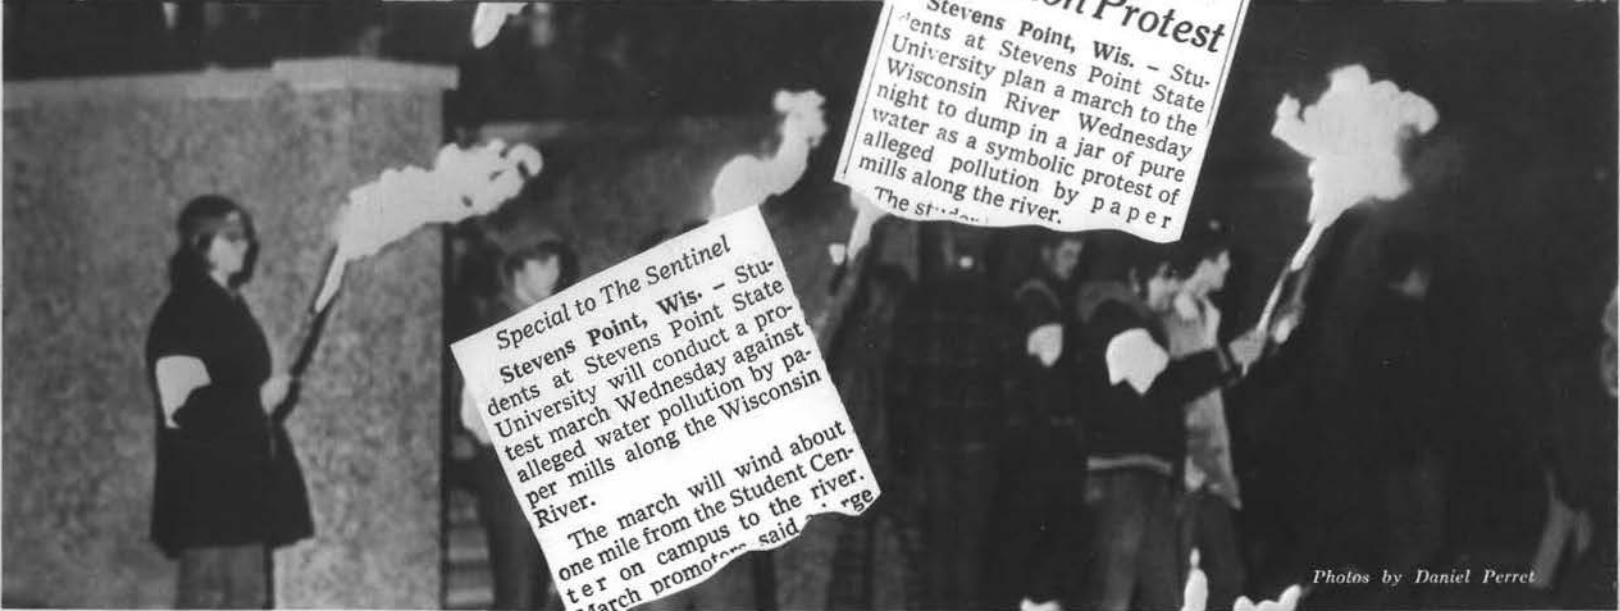 Protest
Stevens Point, Wis. – Stu-
dents at Stevens Point State
University plan a march to the
Wisconsin River Wednesday
night to dump in a jar of pure
water as a symbolic protest of
alleged pollution by paper
mills along the river.
The
Special to The Sentinel
Stevens Point, Wis. – Stu-
dents at Stevens Point State
University will conduct a pro-
test march Wednesday against
alleged water pollution by pa-
per mills along the Wisconsin
River.
The march will wind about
one mile from the Student Cen-
ter on campus to the river.
March promoters said
Photos by Daniel Perret